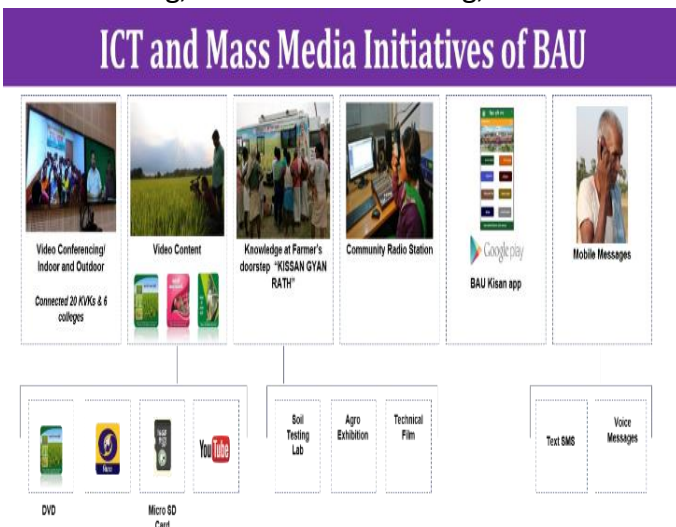 ICT and Mass Media Initiatives of BAU
Video Conferencing/
Indoor and Outdoor
Connected 20 KVKs & 6
colleges
Video Content
Knowledge at Farmer's
doorstep "KISSAN GYAN
RATH"
Community Radio Station
Google play
BAU Kisan app
Mobile Messages
DVD
Micro SD
Card
You Tube
Soil
Testing
Lab
Agro
Exhibition
Technical
Film
Text SMS
Voice
Messages